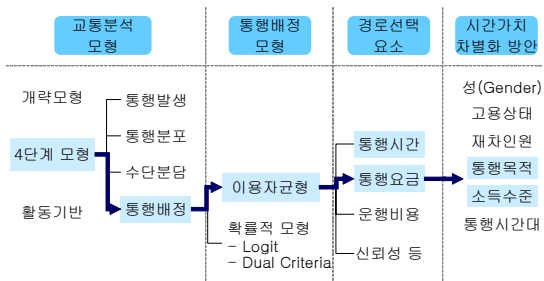 교통분석
모형
통행배정
모형
경로선택
요소
시간가치
차별화 방안
개략모형
4단계 모형
활동기반
통행발생
통행분포
수단분담
통행배정
이용자균형
확률적 모형
- Logit
- Dual Criteria
통행시간
통행요금
운행비용
신뢰성 등
성(Gender)
고용상태
재차인원
통행목적
소득수준
통행시간대